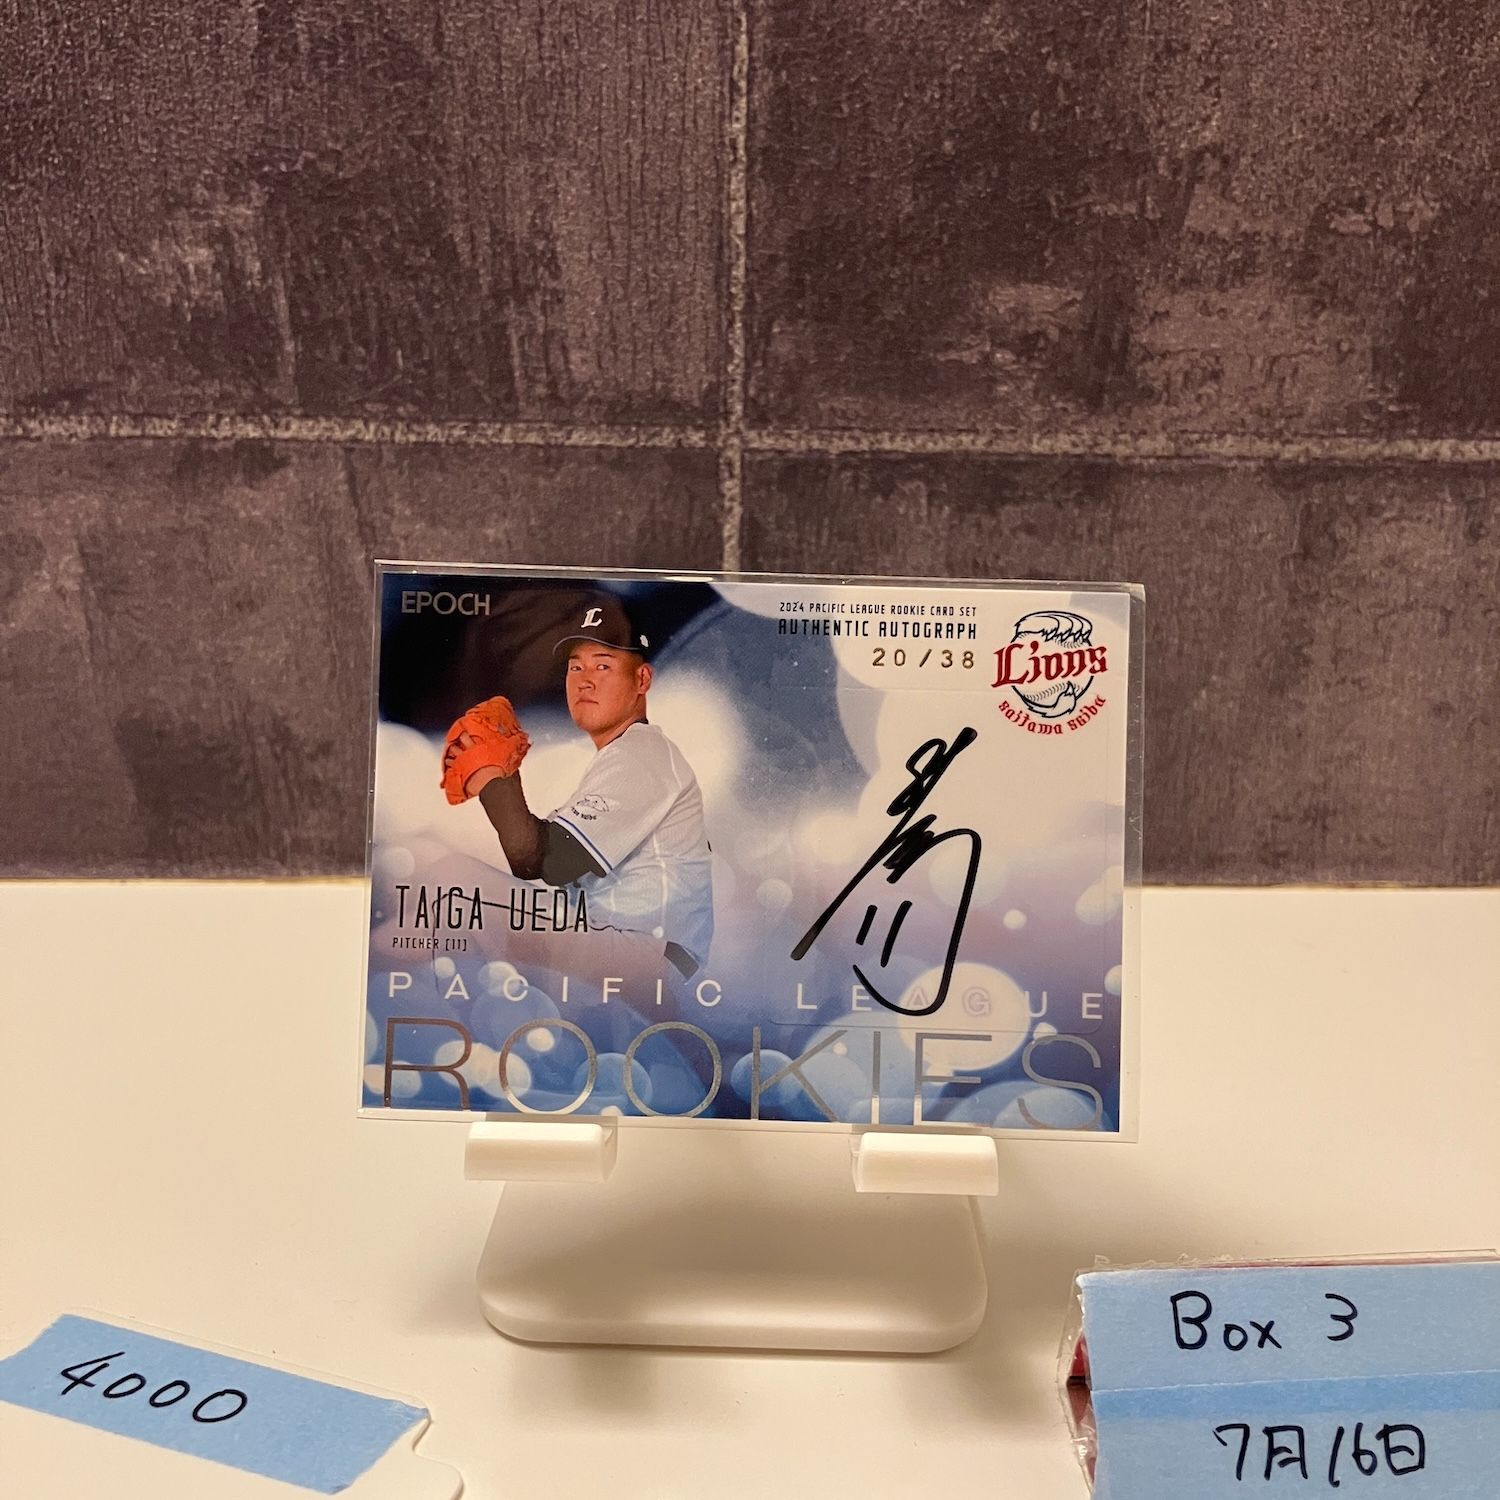 EPOCH
2024 PACIFIC LEAGUE ROOKIE CARD SET
AUTHENTIC AUTOGRAPH
20/38
Lions
saitama seibu
L
TAIGA UEDA
PITCHER [11]
PACIFIC LEAGUE
ROOKIES
4000
Box 3
7月16日